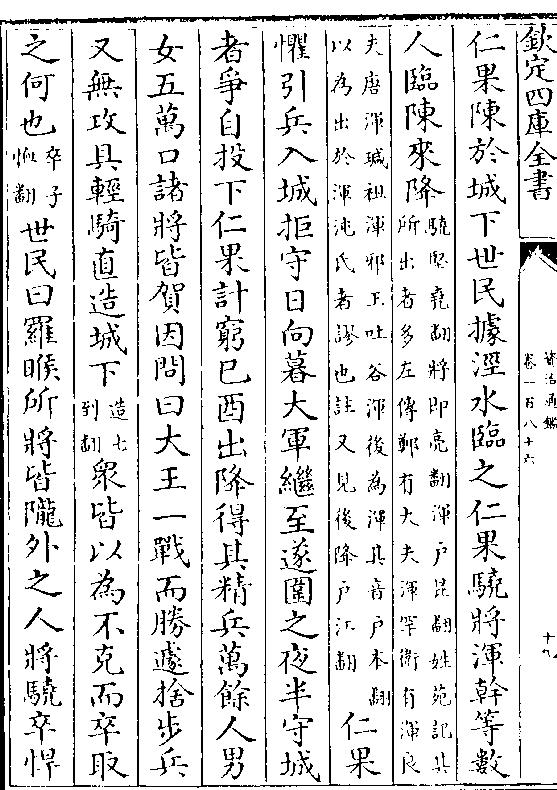 欽定四庫全書
資治通鑑
卷一百八十六
十九
仁果陳於城下世民據涇水臨之仁果驍將渾幹等數
人臨陳來降驍堅堯翻將即亮翻渾户昆翻姓苑記其所出者多左傳鄭有大夫渾罕衛有渾良
夫唐渾瑊祖渾邪王吐谷渾後為渾具音户本翻以為出於渾沌氏者謬也註又見後降户江翻仁果
懼引兵入城拒守日向暮大軍繼至遂圍之夜半守城
者爭自投下仁果計窮已酉出降得其精兵萬餘人男
女五萬口諸將皆賀因問曰大王一戰而勝遽捨步兵
又無攻具輕騎直造城下造七到翻衆皆以為不克而卒取
之何也卒子恤翻世民曰羅睺所將皆隴外之人將驍卒悍